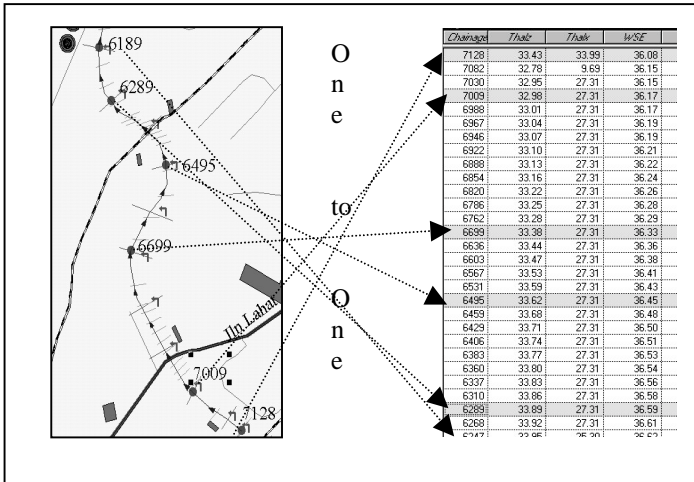 6189
6289
6495
6699
Jln.Lahar
7009
7128
One
to
One
Chainage Thalz Thalx WSE
7128 33.43 33.99 36.08
7082 32.78 9.69 36.15
7030 32.95 27.31 36.15
7009 32.98 27.31 36.17
6988 33.01 27.31 36.17
6967 33.04 27.31 36.19
6946 33.07 27.31 36.19
6922 33.10 27.31 36.21
6888 33.13 27.31 36.22
6854 33.16 27.31 36.24
6820 33.22 27.31 36.26
6786 33.25 27.31 36.28
6762 33.28 27.31 36.29
6699 33.38 27.31 36.33
6636 33.44 27.31 36.36
6603 33.47 27.31 36.38
6567 33.53 27.31 36.41
6531 33.59 27.31 36.43
6495 33.62 27.31 36.45
6459 33.68 27.31 36.48
6429 33.71 27.31 36.50
6406 33.74 27.31 36.51
6383 33.77 27.31 36.53
6360 33.80 27.31 36.54
6337 33.83 27.31 36.56
6310 33.86 27.31 36.58
6289 33.89 27.31 36.59
6268 33.92 27.31 36.61
6247 33.95 25.30 36.62